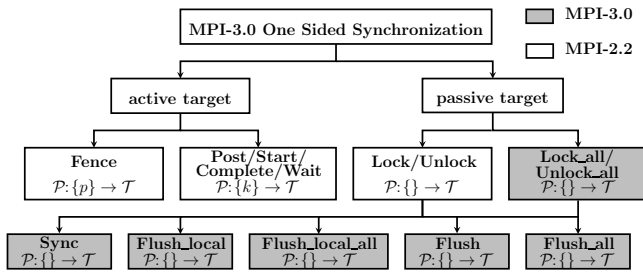 MPI-3.0 One Sided Synchronization
MPI-3.0
MPI-2.2
active target
passive target
Fence
𝒫:{p} → 𝒯
Post/Start/
Complete/Wait
𝒫:{k} → 𝒯
Lock/Unlock
𝒫:{} → 𝒯
Lock_all/
Unlock_all
𝒫:{} → 𝒯
Sync
𝒫:{} → 𝒯
Flush_local
𝒫:{} → 𝒯
Flush_local_all
𝒫:{} → 𝒯
Flush
𝒫:{} → 𝒯
Flush_all
𝒫:{} → 𝒯